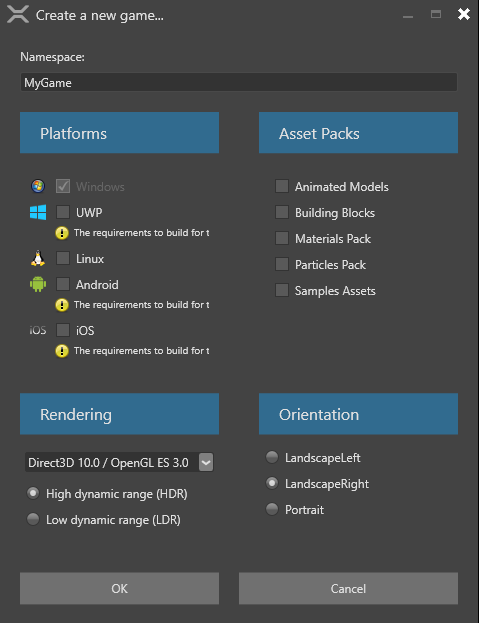 Create a new game...
Namespace:
MyGame
Platforms
Windows
UWP
The requirements to build for t
Linux
Android
The requirements to build for t
iOS iOS
The requirements to build for t
Asset Packs
Animated Models
Building Blocks
Materials Pack
Particles Pack
Samples Assets
Rendering
Direct3D 10.0 / OpenGL ES 3.0
High dynamic range (HDR)
Low dynamic range (LDR)
Orientation
LandscapeLeft
LandscapeRight
Portrait
OK
Cancel